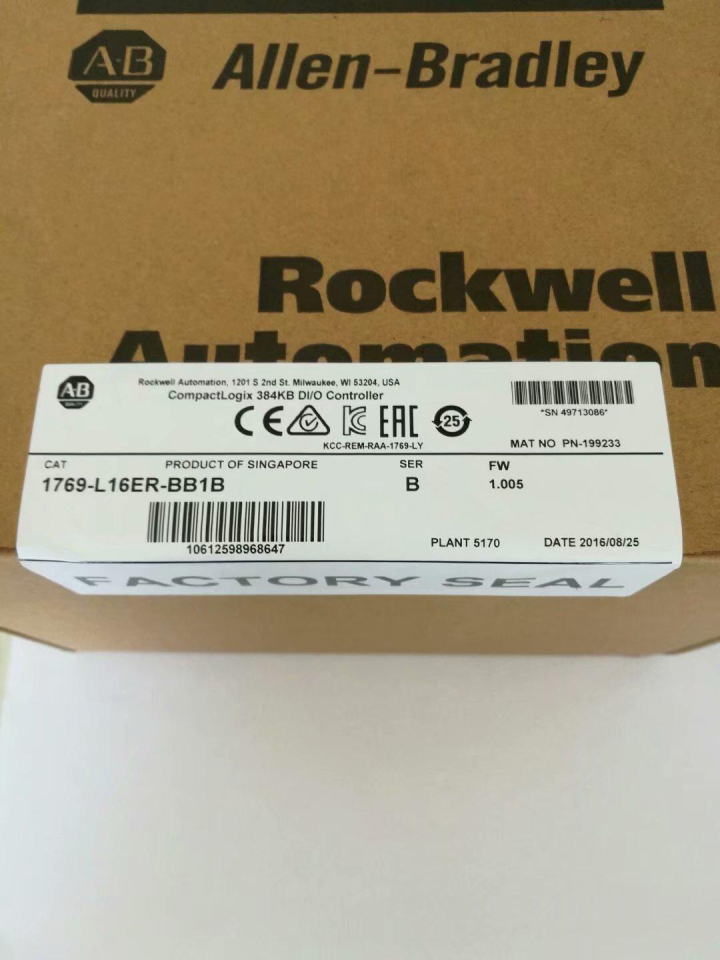 A·B
QUALITY
Allen-Bradley
Rockwell
Automation
A·B
QUALITY
Rockwell Automation, 1201 S 2nd St. Milwaukee, WI 53204, USA
CompactLogix 384KB DI/O Controller
*SN 49713086*
CE EAC 25
KCC-REM-RAA-1769-LY
MAT NO PN-199233
CAT PRODUCT OF SINGAPORE SER FW
1769-L16ER-BB1B B 1.005
10612598968647
PLANT 5170 DATE 2016/08/25
FACTORY SEAL